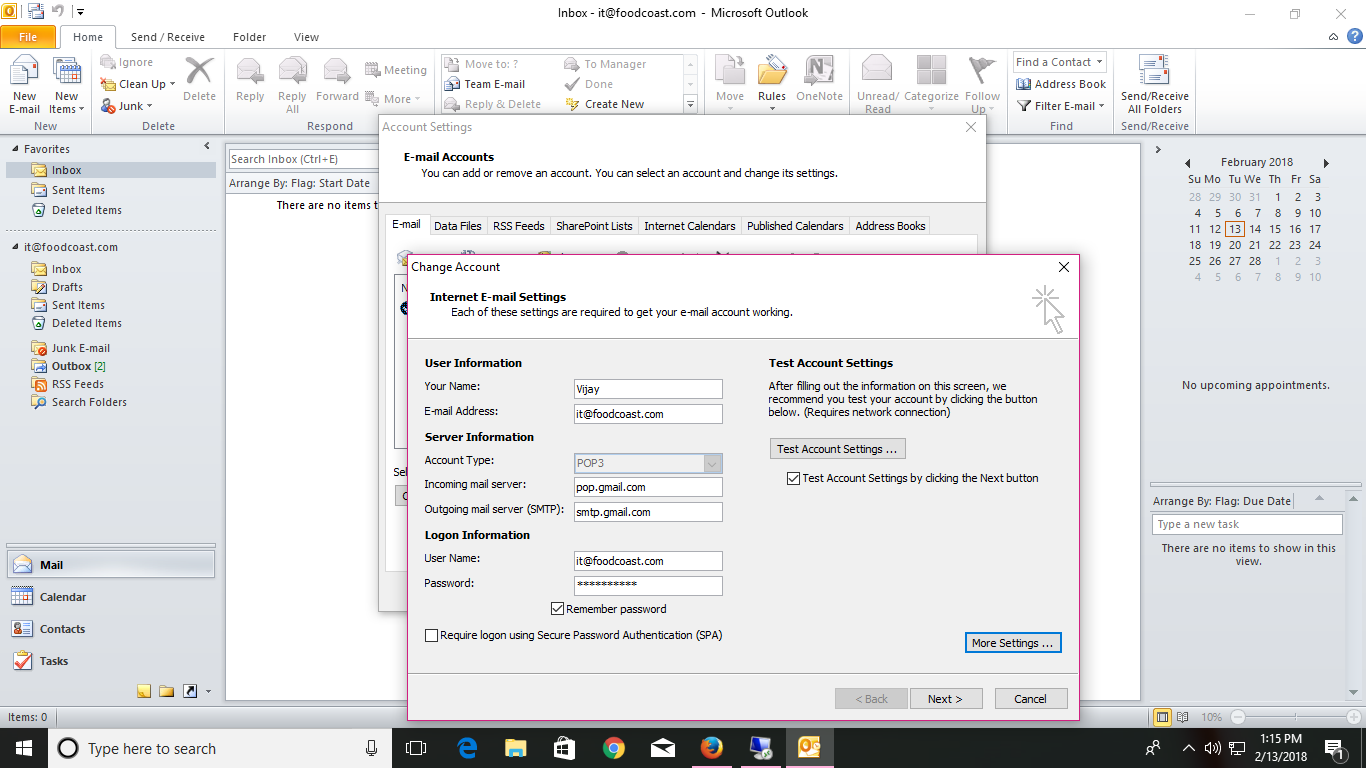 Inbox - it@foodcoast.com - Microsoft Outlook
File Home Send / Receive Folder View
New E-mail
New Items
Ignore
Clean Up
Junk
Delete
Reply
Reply All
Forward
Meeting
More
Move to: ?
Team E-mail
Reply & Delete
To Manager
Done
Create New
Move
Rules
OneNote
Unread/ Read
Categorize
Follow Up
Find a Contact
Address Book
Filter E-mail
Send/Receive All Folders
New Delete Respond Find Send/Receive
Favorites
Inbox
Sent Items
Deleted Items
it@foodcoast.com
Inbox
Drafts
Sent Items
Deleted Items
Junk E-mail
Outbox [2]
RSS Feeds
Search Folders
Mail
Calendar
Contacts
Tasks
Search Inbox (Ctrl+E)
Arrange By: Flag: Start Date
There are no items t
Account Settings
E-mail Accounts
You can add or remove an account. You can select an account and change its settings.
E-mail Data Files RSS Feeds SharePoint Lists Internet Calendars Published Calendars Address Books
N
Sel
C
Change Account
Internet E-mail Settings
Each of these settings are required to get your e-mail account working.
User Information
Your Name: Vijay
E-mail Address: it@foodcoast.com
Server Information
Account Type: POP3
Incoming mail server: pop.gmail.com
Outgoing mail server (SMTP): smtp.gmail.com
Logon Information
User Name: it@foodcoast.com
Password: **********
Remember password
Require logon using Secure Password Authentication (SPA)
Test Account Settings
After filling out the information on this screen, we
recommend you test your account by clicking the button
below. (Requires network connection)
Test Account Settings ...
Test Account Settings by clicking the Next button
More Settings ...
< Back Next > Cancel
February 2018
Su Mo Tu We Th Fr Sa
28 29 30 31 1 2 3
4 5 6 7 8 9 10
11 12 13 14 15 16 17
18 19 20 21 22 23 24
25 26 27 28 1 2 3
4 5 6 7 8 9 10
No upcoming appointments.
Arrange By: Flag: Due Date
Type a new task
There are no items to show in this
view.
Items: 0
10%
Type here to search
1:15 PM
2/13/2018
1